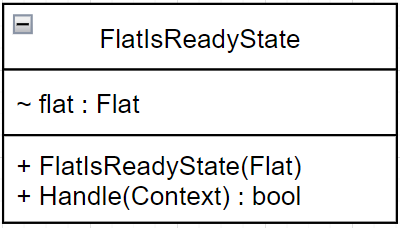 FlatIsReadyState
~ flat : Flat
+ FlatIsReadyState(Flat)
+ Handle(Context) : bool